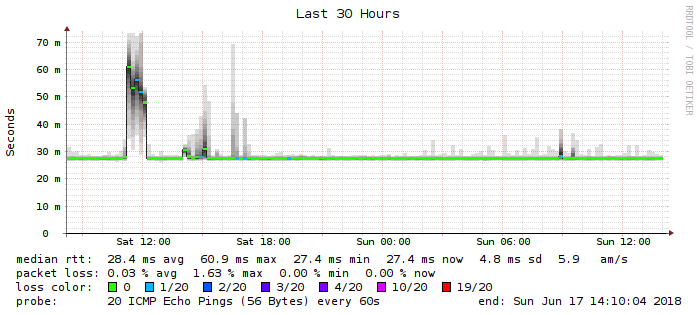 Last 30 Hours
RRDTOOL / TOBI OETIKER
Seconds
70 m
60 m
50 m
40 m
30 m
20 m
10 m
0
Sat 12:00 Sat 18:00 Sun 00:00 Sun 06:00 Sun 12:00
median rtt: 28.4 ms avg 60.9 ms max 27.4 ms min 27.4 ms now 4.8 ms sd 5.9 am/s
packet loss: 0.03 % avg 1.63 % max 0.00 % min 0.00 % now
loss color: 0 1/20 2/20 3/20 4/20 10/20 19/20
probe: 20 ICMP Echo Pings (56 Bytes) every 60s end: Sun Jun 17 14:10:04 2018